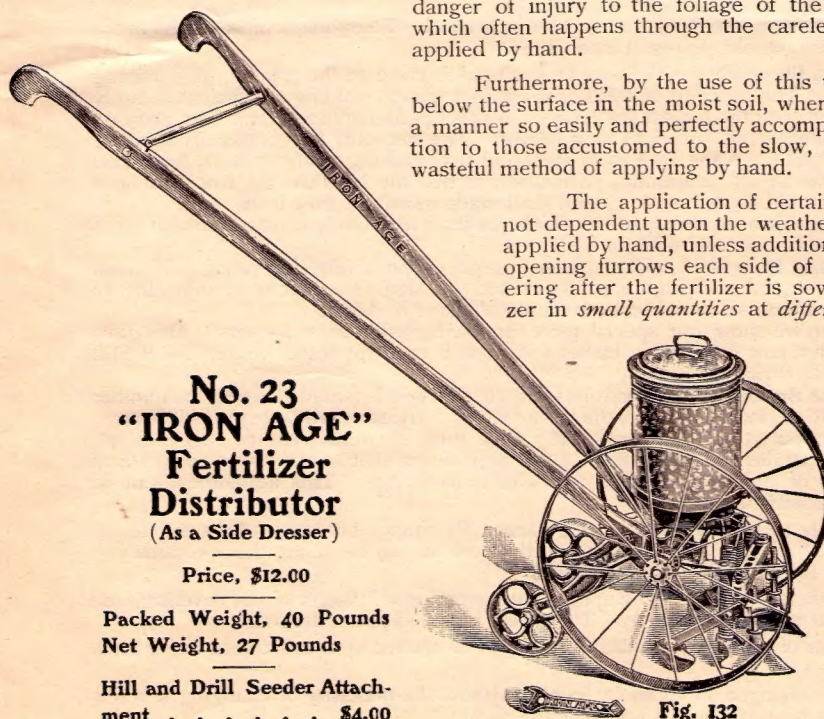 danger of injury to the foliage of the
which often happens through the carele
applied by hand.
Furthermore, by the use of this
below the surface in the moist soil, wher
a manner so easily and perfectly accomp
tion to those accustomed to the slow,
wasteful method of applying by hand.
The application of certai
not dependent upon the weathe
applied by hand, unless addition
opening furrows each side of
ering after the fertilizer is sov
zer in small quantities at diffe
IRON AGE
No. 23
“IRON AGE”
Fertilizer
Distributor
(As a Side Dresser)
Price, $12.00
Packed Weight, 40 Pounds
Net Weight, 27 Pounds
Hill and Drill Seeder Attach-
ment . . . . . . $4.00
IRON AGE
Fig. 132